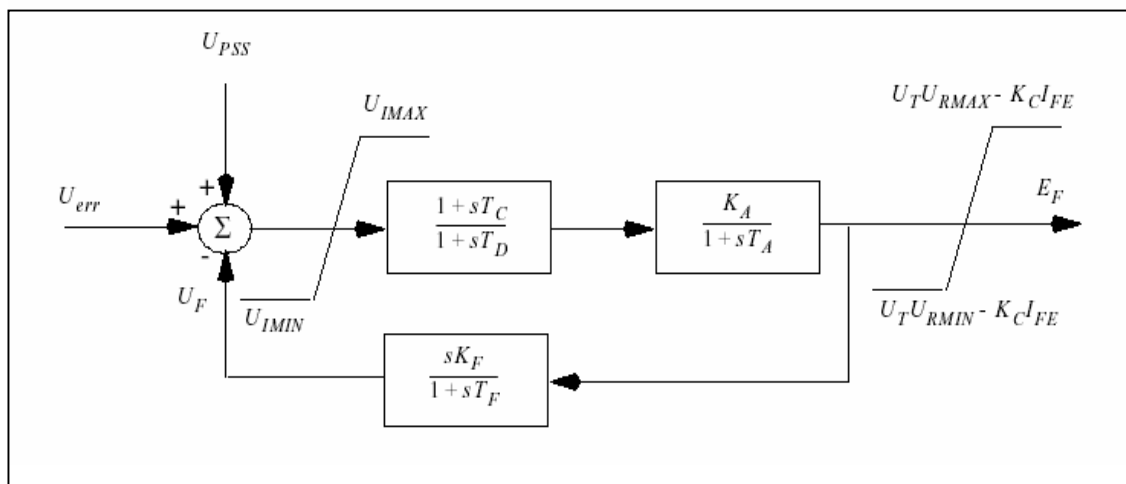 U_PSS
U_IMAX
U_T U_RMAX - K_C I_FE
U_err
+
+
Σ
-
1 + sT_C
1 + sT_D
K_A
1 + sT_A
E_F
U_F
U_IMIN
U_T U_RMIN - K_C I_FE
sK_F
1 + sT_F